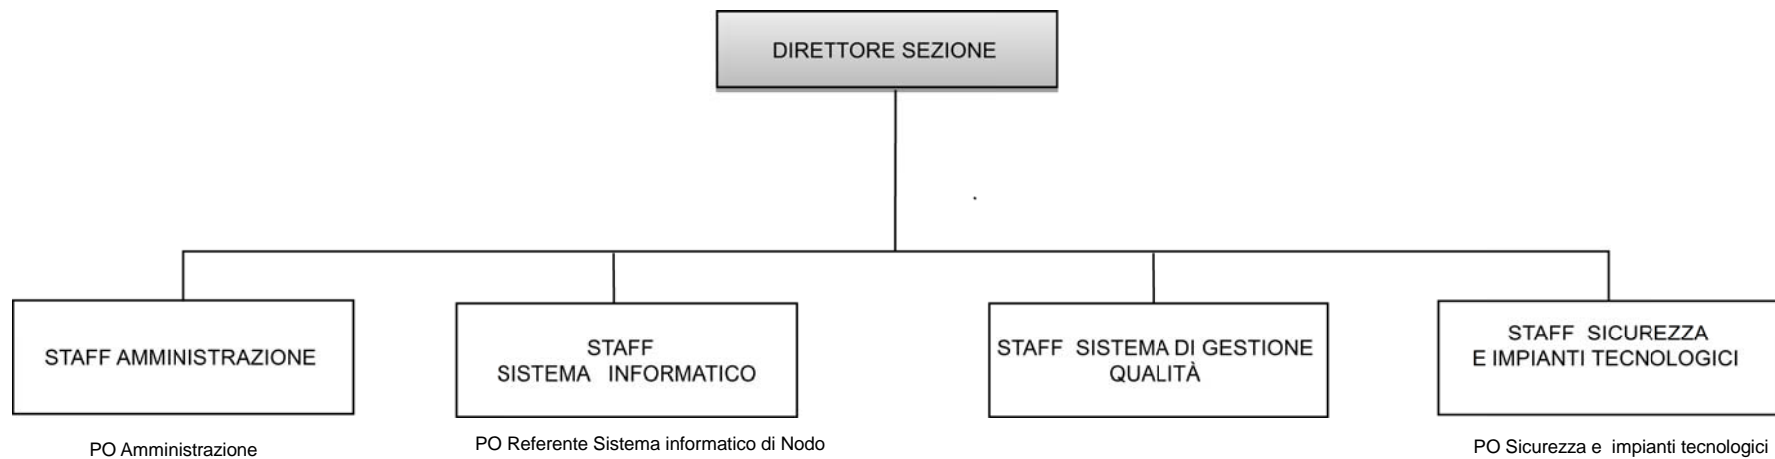 DIRETTORE SEZIONE
STAFF AMMINISTRAZIONE
STAFF
SISTEMA INFORMATICO
STAFF SISTEMA DI GESTIONE
QUALITÀ
STAFF SICUREZZA
E IMPIANTI TECNOLOGICI
PO Amministrazione
PO Referente Sistema informatico di Nodo
PO Sicurezza e impianti tecnologici